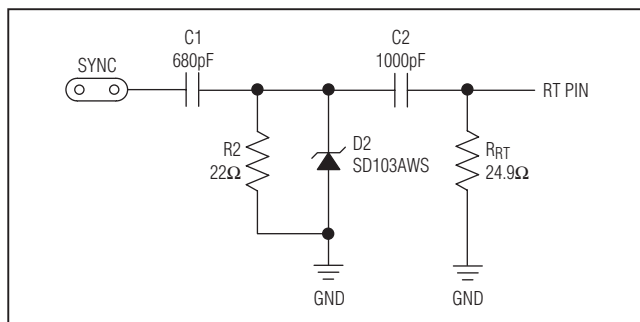 SYNC
C1
680pF
C2
1000pF
RT PIN
R2
22Ω
D2
SD103AWS
RRT
24.9Ω
GND
GND